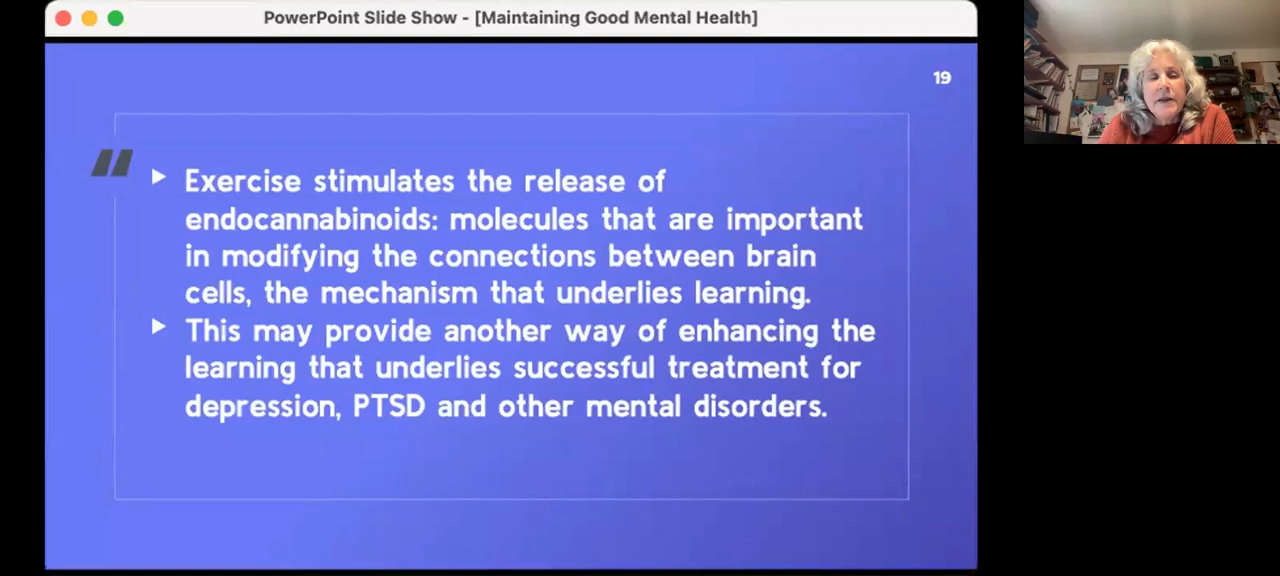 PowerPoint Slide Show - [Maintaining Good Mental Health]
19
“
▶ Exercise stimulates the release of
endocannabinoids: molecules that are important
in modifying the connections between brain
cells, the mechanism that underlies learning.
▶ This may provide another way of enhancing the
learning that underlies successful treatment for
depression, PTSD and other mental disorders.